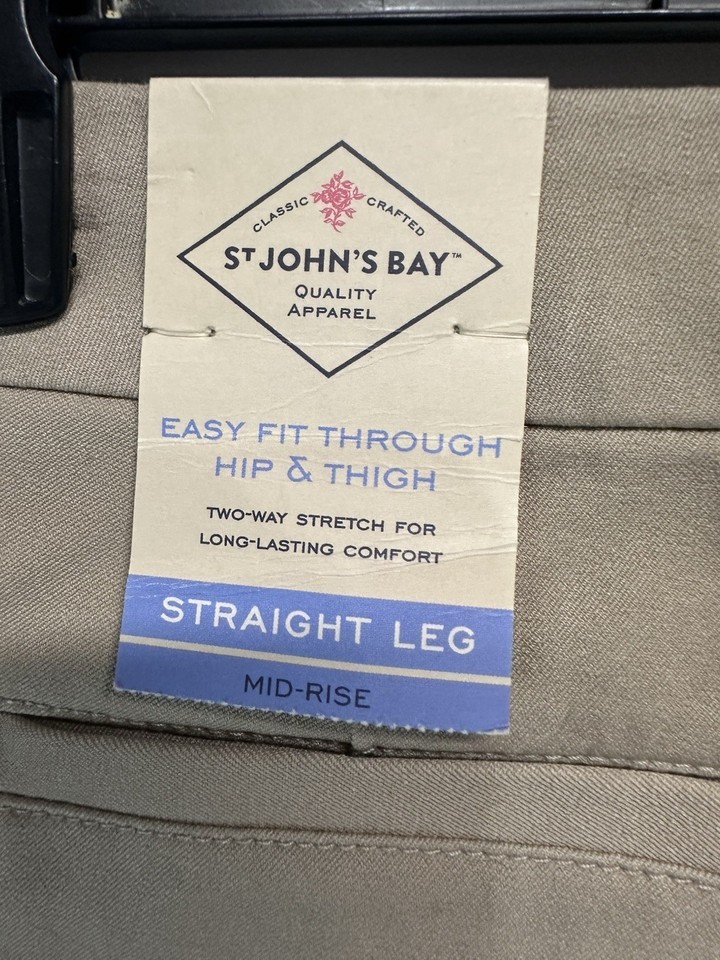 CLASSIC CRAFTED
ST JOHN'S BAY™
QUALITY
APPAREL
EASY FIT THROUGH
HIP & THIGH
TWO-WAY STRETCH FOR
LONG-LASTING COMFORT
STRAIGHT LEG
MID-RISE